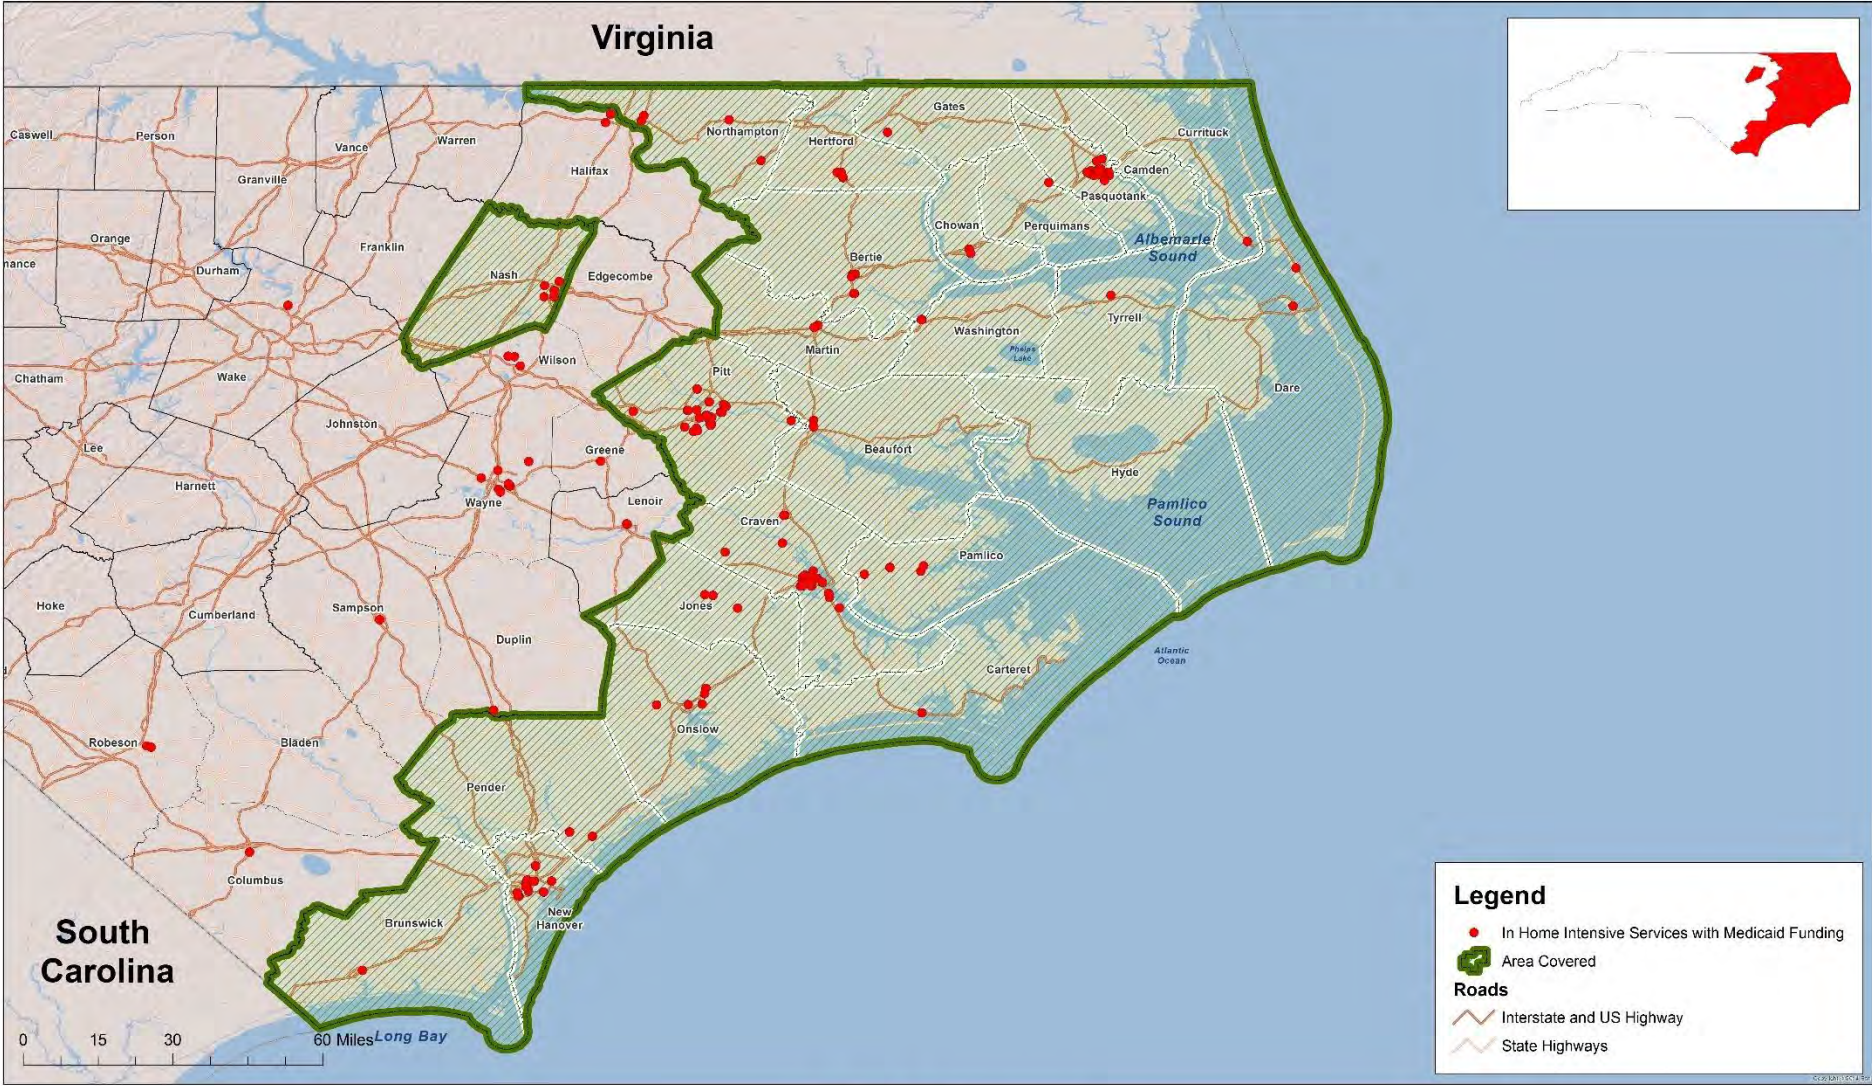 Virginia
Gates
Caswell
Person
Northampton
Currituck
Warren
Hertford
Vance
Halifax
Camden
Granville
Pasquotank
Chowan
Perquimans
Orange
Albemarle
Sound
Franklin
Bertie
mance
Durham
Nash
Edgecombe
Tyrrell
Washington
Martin
Phelps
Lake
Wilson
Chatham
Wake
Pitt
Dare
Johnston
Lee
Greene
Beaufort
Hyde
Harnett
Wayne
Lenoir
Pamlico
Sound
Craven
Pamlico
Hoke
Cumberland
Sampson
Jones
Duplin
Atlantic
Ocean
Carteret
Onslow
Robeson
Bladen
Pender
Columbus
New
Hanover
Brunswick
South
Carolina
Long Bay
0 15 30 60 Miles
Legend
In Home Intensive Services with Medicaid Funding
Area Covered
Roads
Interstate and US Highway
State Highways